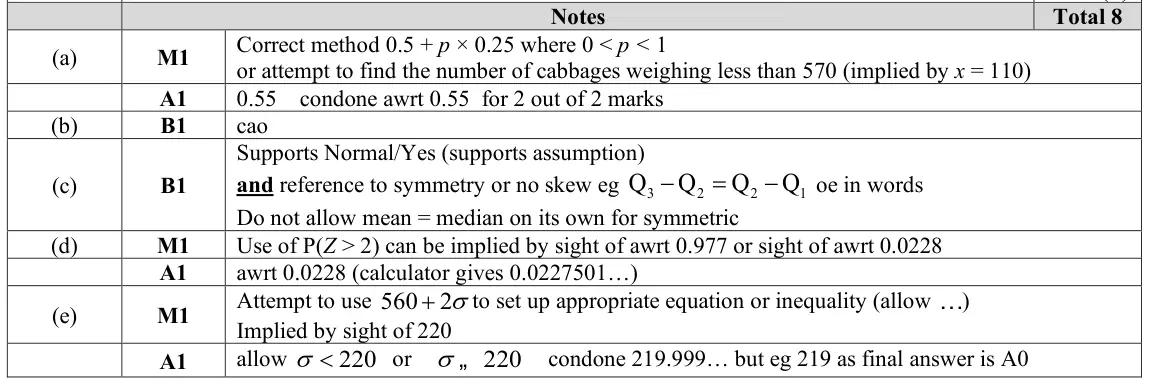 Notes Total 8
(a) M1 Correct method 0.5 + p × 0.25 where 0 < p < 1
or attempt to find the number of cabbages weighing less than 570 (implied by x = 110)
A1 0.55 condone awrt 0.55 for 2 out of 2 marks
(b) B1 cao
Supports Normal/Yes (supports assumption)
(c) B1 and reference to symmetry or no skew eg Q₃ − Q₂ = Q₂ − Q₁ oe in words
Do not allow mean = median on its own for symmetric
(d) M1 Use of P(Z > 2) can be implied by sight of awrt 0.977 or sight of awrt 0.0228
A1 awrt 0.0228 (calculator gives 0.0227501…)
(e) M1 Attempt to use 560 + 2σ to set up appropriate equation or inequality (allow …)
Implied by sight of 220
A1 allow σ < 220 or σ „ 220 condone 219.999… but eg 219 as final answer is A0